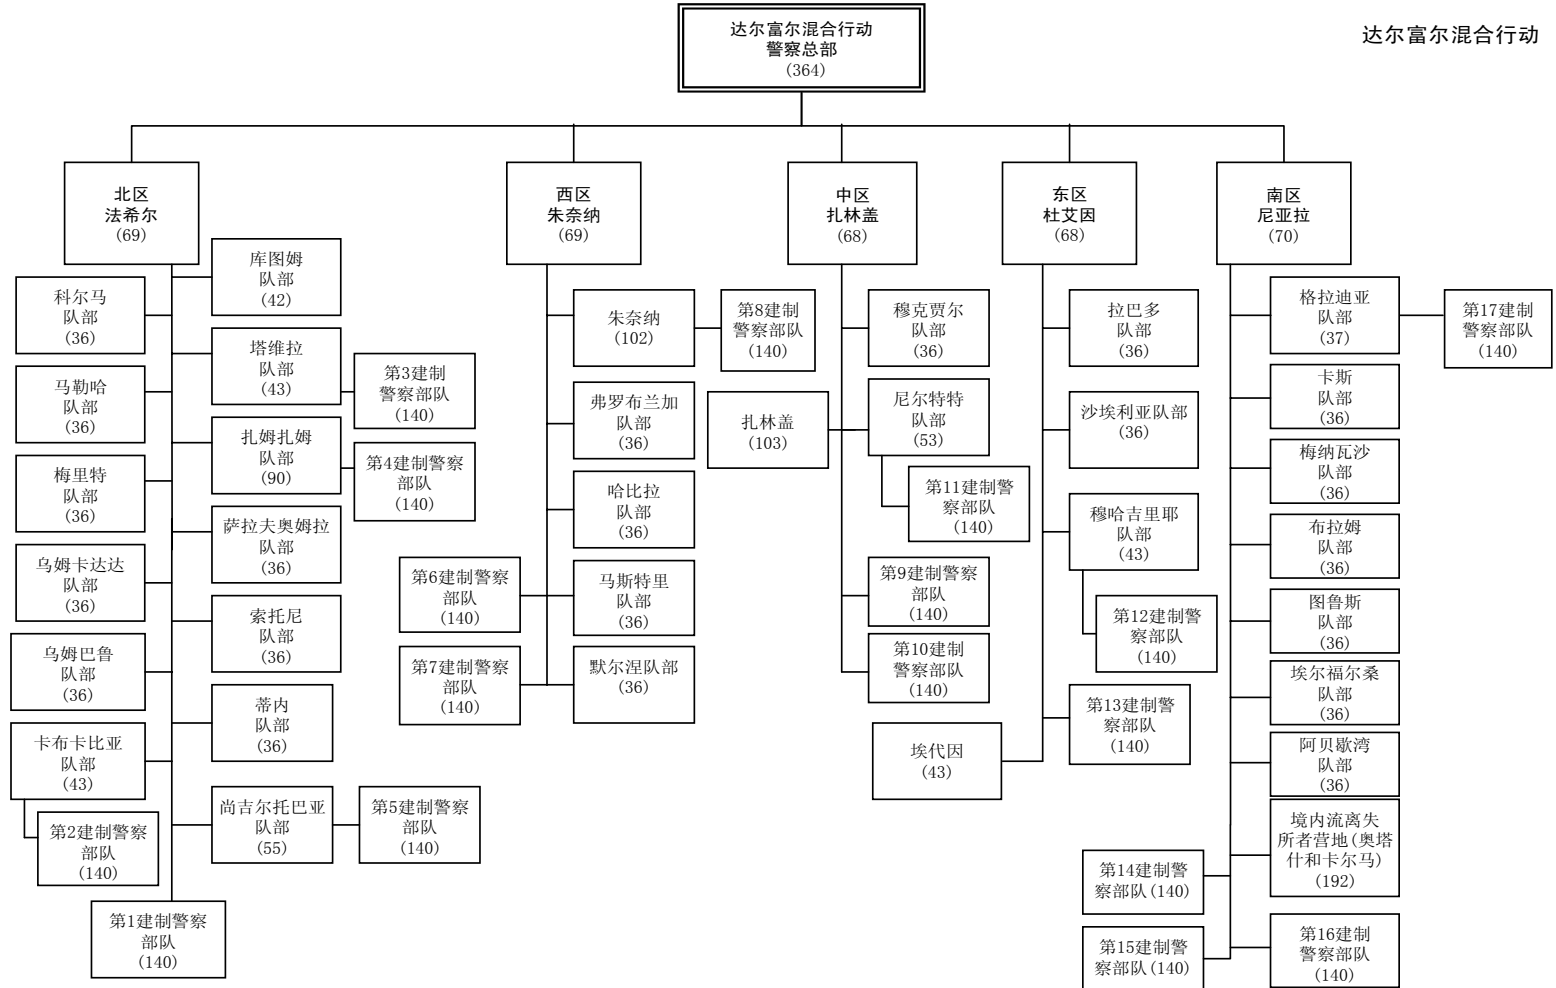 达尔富尔混合行动
警察总部
(364)
达尔富尔混合行动
北区
法希尔
(69)
西区
朱奈纳
(69)
中区
扎林盖
(68)
东区
杜艾因
(68)
南区
尼亚拉
(70)
库图姆
队部
(42)
科尔马
队部
(36)
塔维拉
队部
(43)
第3建制
警察部队
(140)
马勒哈
队部
(36)
扎姆扎姆
队部
(90)
第4建制警察
部队
(140)
梅里特
队部
(36)
萨拉夫奥姆拉
队部
(36)
乌姆卡达达
队部
(36)
索托尼
队部
(36)
乌姆巴鲁
队部
(36)
蒂内
队部
(36)
卡布卡比亚
队部
(43)
第2建制警察
部队
(140)
尚吉尔托巴亚
队部
(55)
第5建制警察
部队
(140)
第1建制警察
部队
(140)
朱奈纳
(102)
第8建制
警察部队
(140)
弗罗布兰加
队部
(36)
哈比拉
队部
(36)
第6建制警察
部队
(140)
马斯特里
队部
(36)
第7建制警察
部队
(140)
默尔涅队部
(36)
穆克贾尔
队部
(36)
扎林盖
(103)
尼尔特特
队部
(53)
第11建制警
察部队
(140)
第9建制警察
部队
(140)
第10建制
警察部队
(140)
拉巴多
队部
(36)
沙埃利亚队部
(36)
穆哈吉里耶
队部
(43)
第12建制警
察部队
(140)
第13建制警
察部队
(140)
埃代因
(43)
格拉迪亚
队部
(37)
第17建制
警察部队
(140)
卡斯
队部
(36)
梅纳瓦沙
队部
(36)
布拉姆
队部
(36)
图鲁斯
队部
(36)
埃尔福尔桑
队部
(36)
阿贝歇湾
队部
(36)
境内流离失
所者营地(奥塔
什和卡尔马)
(192)
第14建制警
察部队(140)
第15建制警
察部队(140)
第16建制
警察部队
(140)